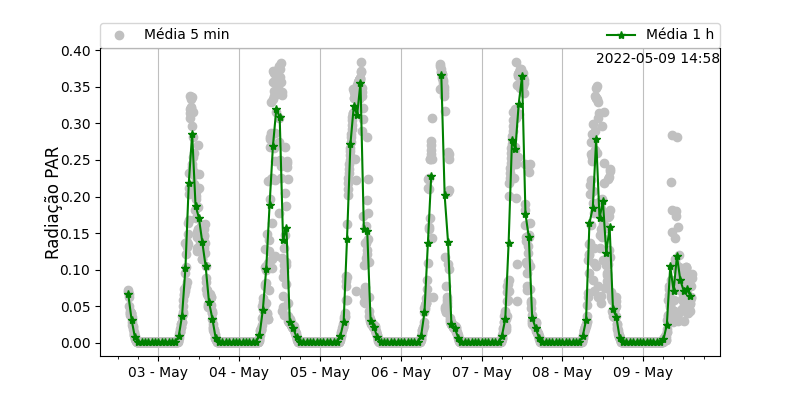 Média 5 min
Média 1 h
2022-05-09 14:58
Radiação PAR
0.40
0.35
0.30
0.25
0.20
0.15
0.10
0.05
0.00
03 - May
04 - May
05 - May
06 - May
07 - May
08 - May
09 - May